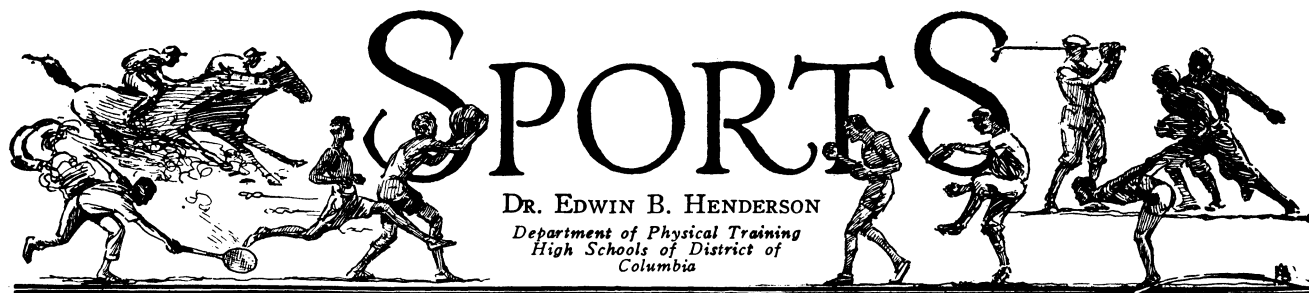 SPORTS
DR. EDWIN B. HENDERSON
Department of Physical Training
High Schools of District of
Columbia